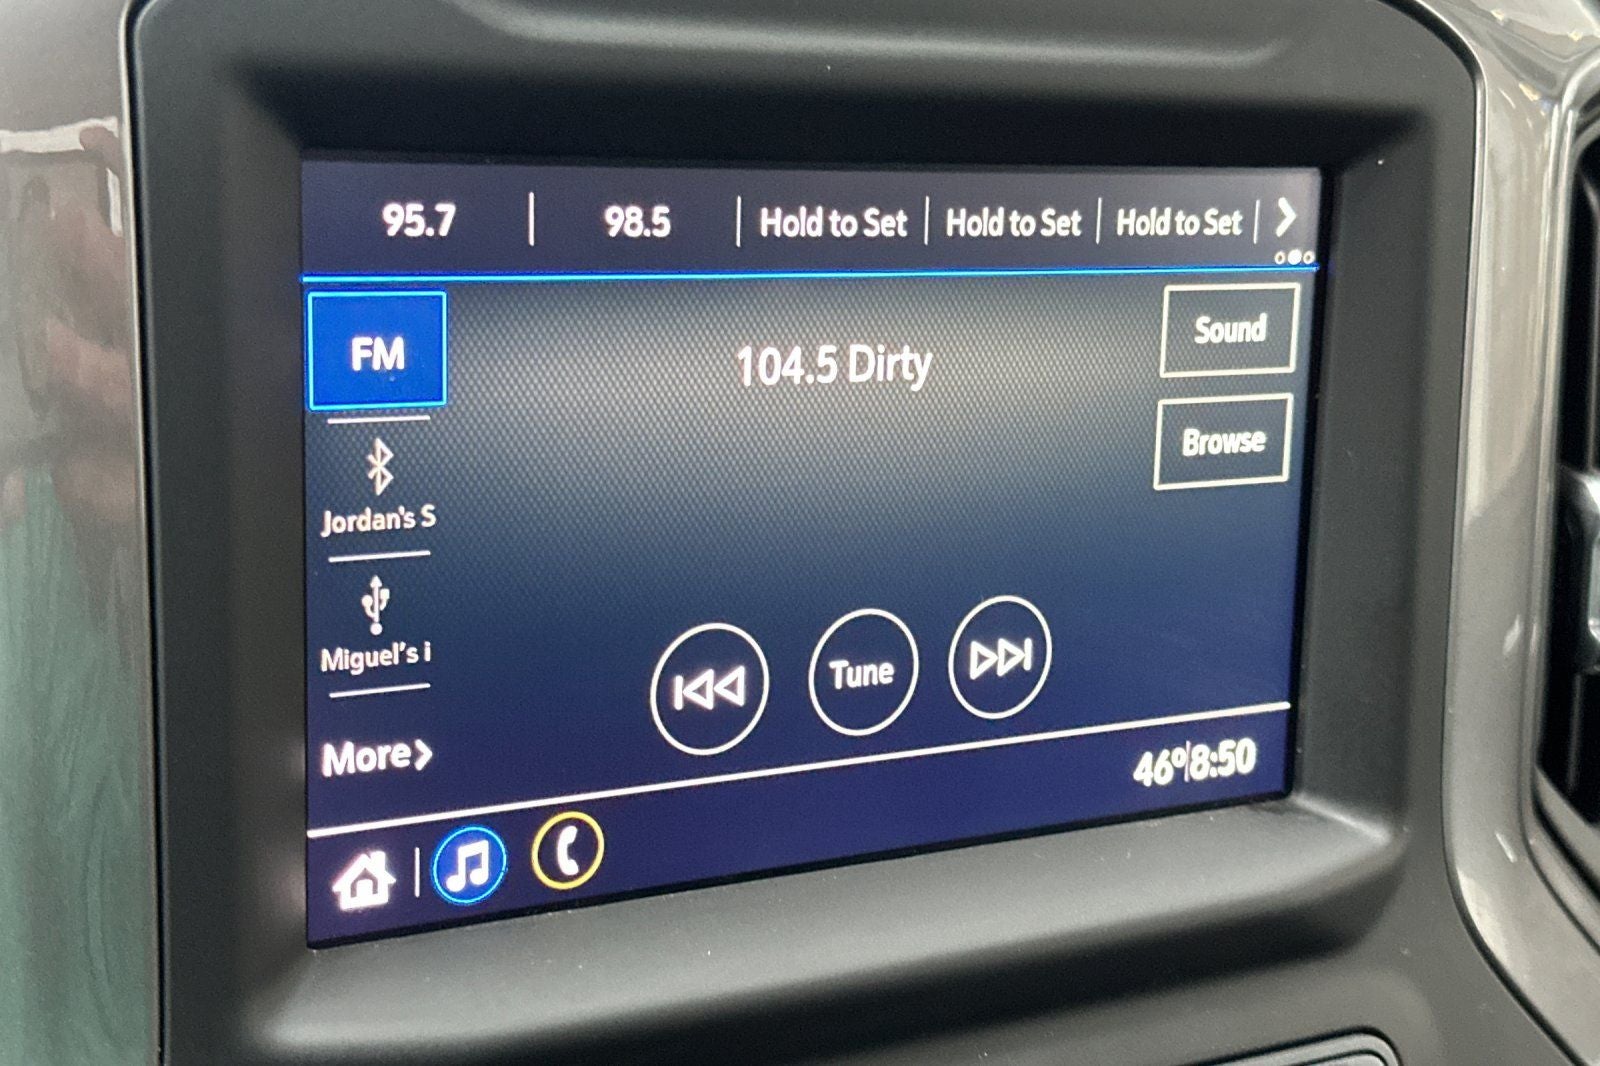 95.7 | 98.5 | Hold to Set | Hold to Set | Hold to Set
FM
104.5 Dirty
Sound
Browse
Jordan's S
Miguel's i
Tune
More
46°|8:50